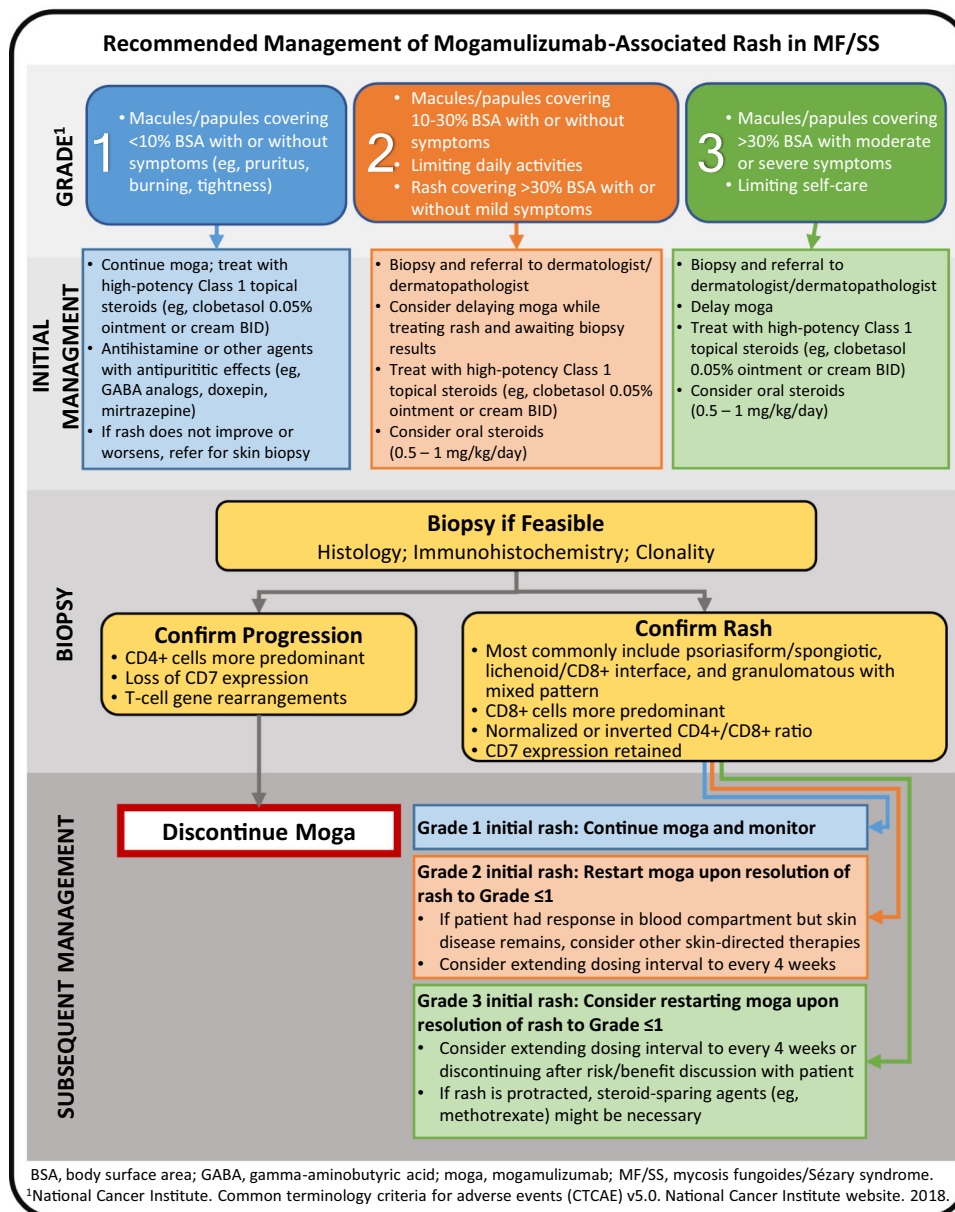 Recommended Management of Mogamulizumab-Associated Rash in MF/SS
GRADE1
1
• Macules/papules covering
<10% BSA with or without
symptoms (eg, pruritus,
burning, tightness)
2
• Macules/papules covering
10-30% BSA with or without
symptoms
• Limiting daily activities
• Rash covering >30% BSA with or
without mild symptoms
3
• Macules/papules covering
>30% BSA with moderate
or severe symptoms
• Limiting self-care
INITIAL
MANAGMENT
• Continue moga; treat with
high-potency Class 1 topical
steroids (eg, clobetasol 0.05%
ointment or cream BID)
• Antihistamine or other agents
with antipurititic effects (eg,
GABA analogs, doxepin,
mirtrazepine)
• If rash does not improve or
worsens, refer for skin biopsy
• Biopsy and referral to dermatologist/
dermatopathologist
• Consider delaying moga while
treating rash and awaiting biopsy
results
• Treat with high-potency Class 1
topical steroids (eg, clobetasol 0.05%
ointment or cream BID)
• Consider oral steroids
(0.5 – 1 mg/kg/day)
• Biopsy and referral to
dermatologist/dermatopathologist
• Delay moga
• Treat with high-potency Class 1
topical steroids (eg, clobetasol
0.05% ointment or cream BID)
• Consider oral steroids
(0.5 – 1 mg/kg/day)
BIOPSY
Biopsy if Feasible
Histology; Immunohistochemistry; Clonality
Confirm Progression
• CD4+ cells more predominant
• Loss of CD7 expression
• T-cell gene rearrangements
Confirm Rash
• Most commonly include psoriasiform/spongiotic,
lichenoid/CD8+ interface, and granulomatous with
mixed pattern
• CD8+ cells more predominant
• Normalized or inverted CD4+/CD8+ ratio
• CD7 expression retained
SUBSEQUENT MANAGEMENT
Discontinue Moga
Grade 1 initial rash: Continue moga and monitor
Grade 2 initial rash: Restart moga upon resolution of
rash to Grade ≤1
• If patient had response in blood compartment but skin
disease remains, consider other skin-directed therapies
• Consider extending dosing interval to every 4 weeks
Grade 3 initial rash: Consider restarting moga upon
resolution of rash to Grade ≤1
• Consider extending dosing interval to every 4 weeks or
discontinuing after risk/benefit discussion with patient
• If rash is protracted, steroid-sparing agents (eg,
methotrexate) might be necessary
BSA, body surface area; GABA, gamma-aminobutyric acid; moga, mogamulizumab; MF/SS, mycosis fungoides/Sézary syndrome.
1National Cancer Institute. Common terminology criteria for adverse events (CTCAE) v5.0. National Cancer Institute website. 2018.